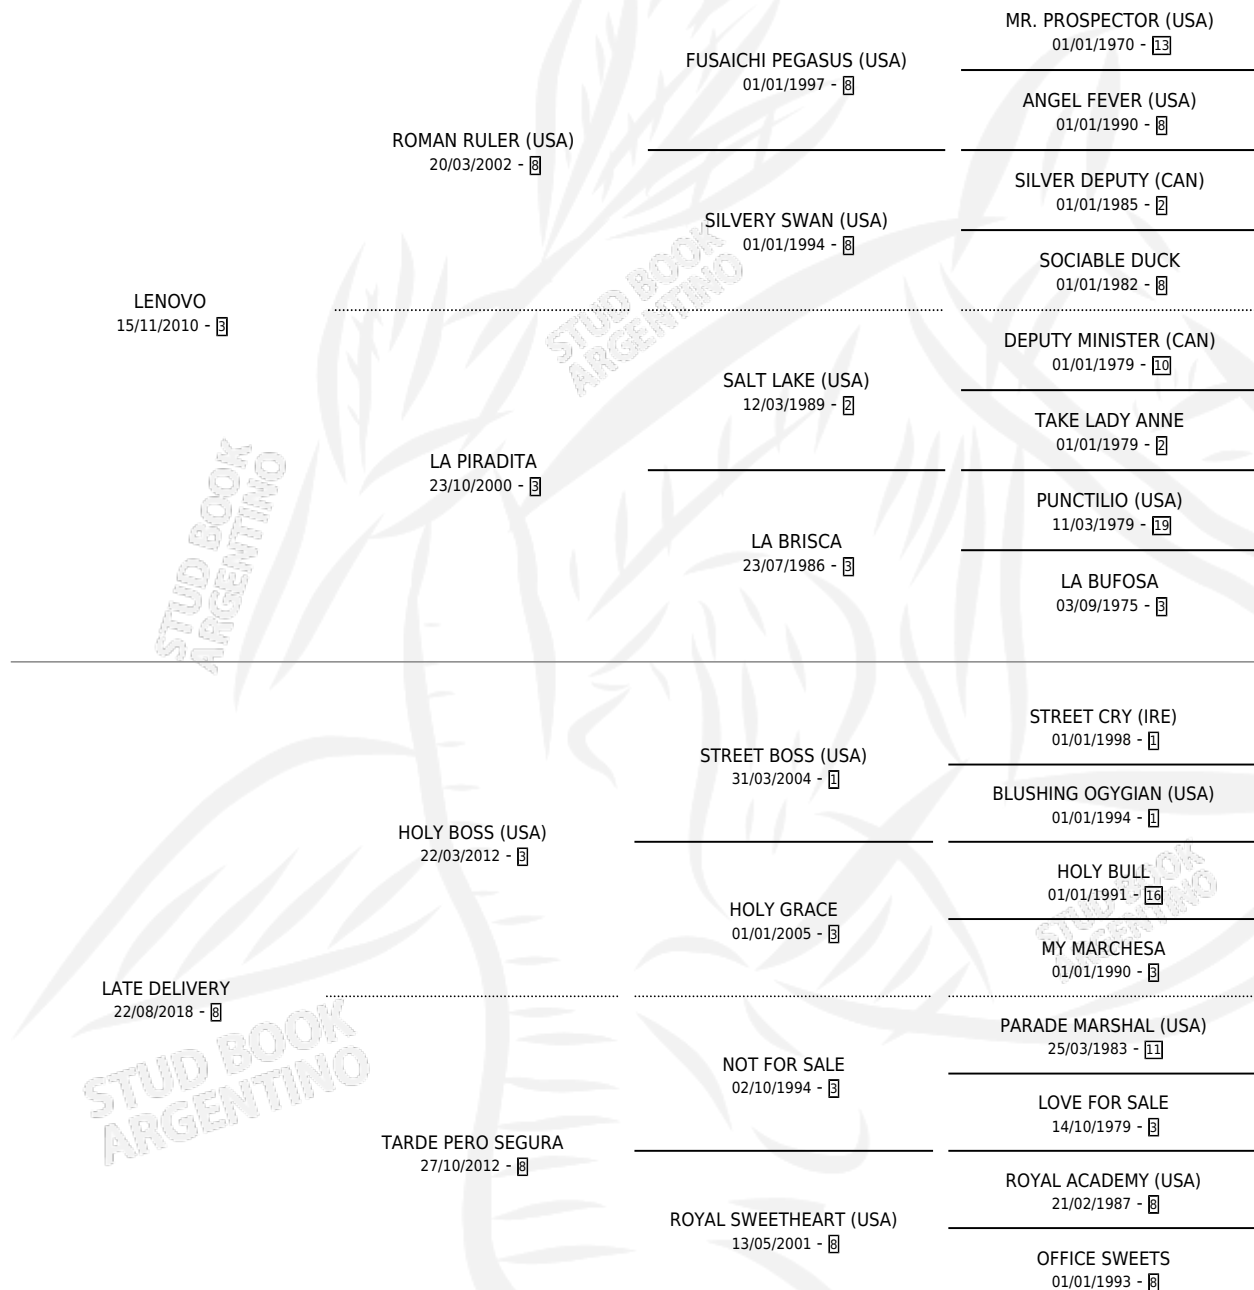 MR. PROSPECTOR (USA)
01/01/1970 - 13
FUSAICHI PEGASUS (USA)
01/01/1997 - 8
ANGEL FEVER (USA)
01/01/1990 - 8
ROMAN RULER (USA)
20/03/2002 - 8
SILVER DEPUTY (CAN)
01/01/1985 - 2
SILVERY SWAN (USA)
01/01/1994 - 8
SOCIABLE DUCK
01/01/1982 - 8
STUD BOOK
ARGENTINO
LENOVO
15/11/2010 - 3
DEPUTY MINISTER (CAN)
01/01/1979 - 10
SALT LAKE (USA)
12/03/1989 - 2
TAKE LADY ANNE
01/01/1979 - 2
LA PIRADITA
23/10/2000 - 3
PUNCTILIO (USA)
11/03/1979 - 19
LA BRISCA
23/07/1986 - 3
LA BUFOSA
03/09/1975 - 3
STUD BOOK
ARGENTINO
STREET CRY (IRE)
01/01/1998 - 1
STREET BOSS (USA)
31/03/2004 - 1
BLUSHING OGYGIAN (USA)
01/01/1994 - 1
HOLY BOSS (USA)
22/03/2012 - 3
HOLY BULL
01/01/1991 - 16
HOLY GRACE
01/01/2005 - 3
MY MARCHESA
01/01/1990 - 3
STUD BOOK
ARGENTINO
LATE DELIVERY
22/08/2018 - 8
PARADE MARSHAL (USA)
25/03/1983 - 11
NOT FOR SALE
02/10/1994 - 3
LOVE FOR SALE
14/10/1979 - 3
STUD BOOK
ARGENTINO
TARDE PERO SEGURA
27/10/2012 - 8
ROYAL ACADEMY (USA)
21/02/1987 - 8
ROYAL SWEETHEART (USA)
13/05/2001 - 8
OFFICE SWEETS
01/01/1993 - 8